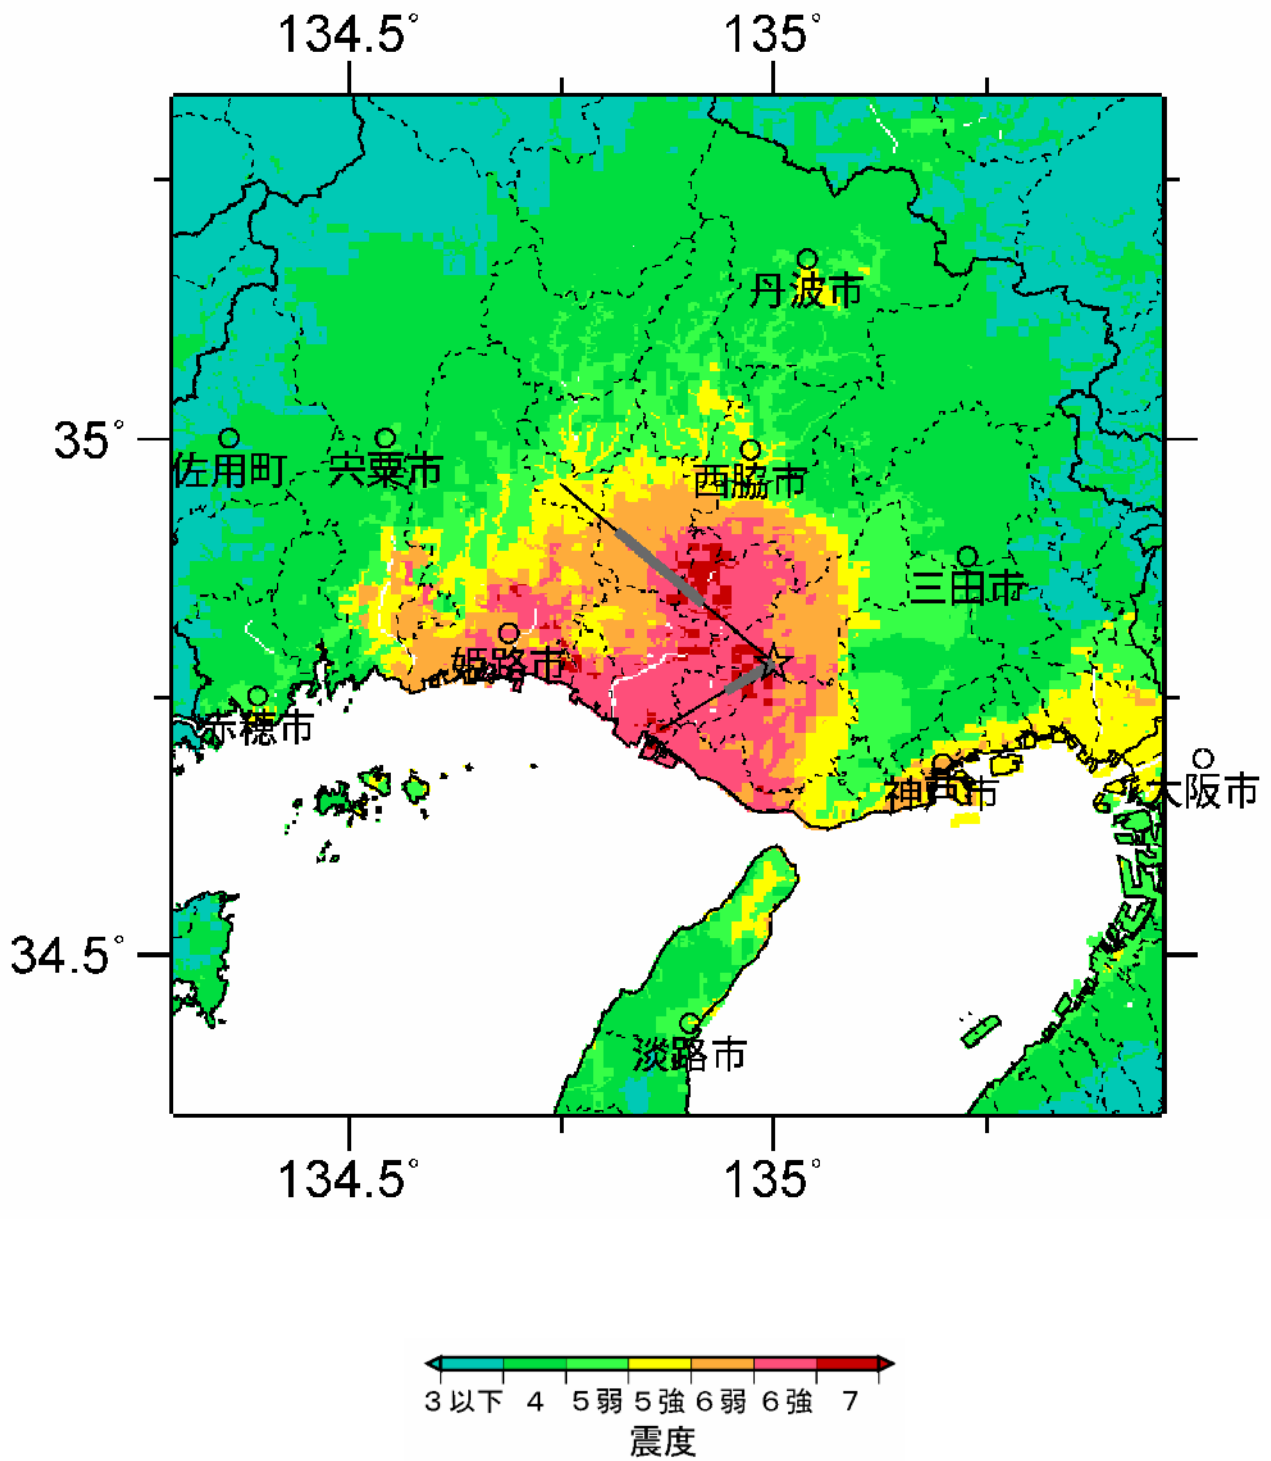 134.5° 135°
丹波市
35°
佐用町 宍粟市 西脇市
三田市
姫路市
赤穂市
神戸市 大阪市
34.5°
淡路市
134.5° 135°
3以下 4 5弱 5強 6弱 6強 7
震度